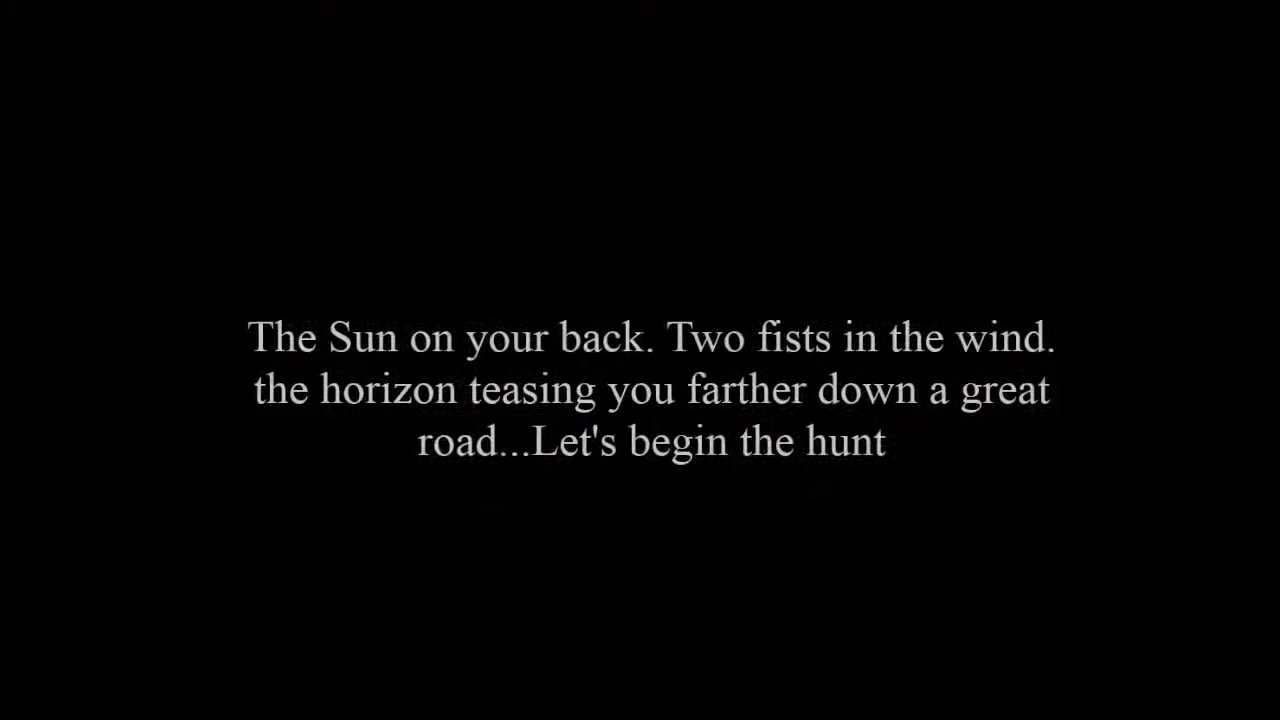 The Sun on your back. Two fists in the wind.
the horizon teasing you farther down a great
road...Let's begin the hunt